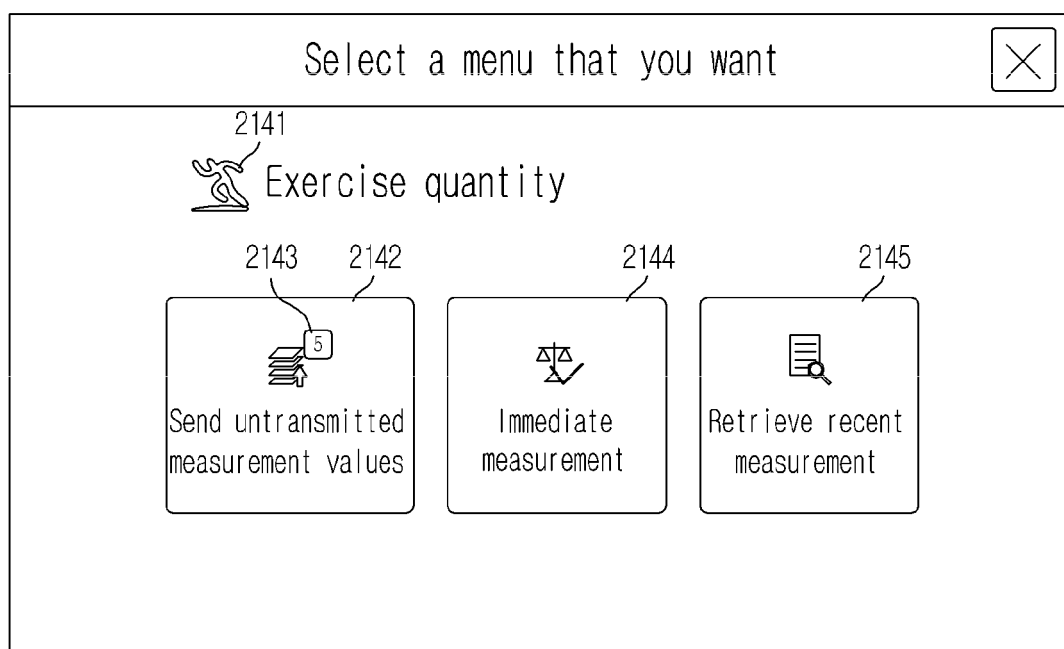 Select a menu that you want
2141
Exercise quantity
2143 2142 2144 2145
5
Send untransmitted
measurement values
Immediate
measurement
Retrieve recent
measurement